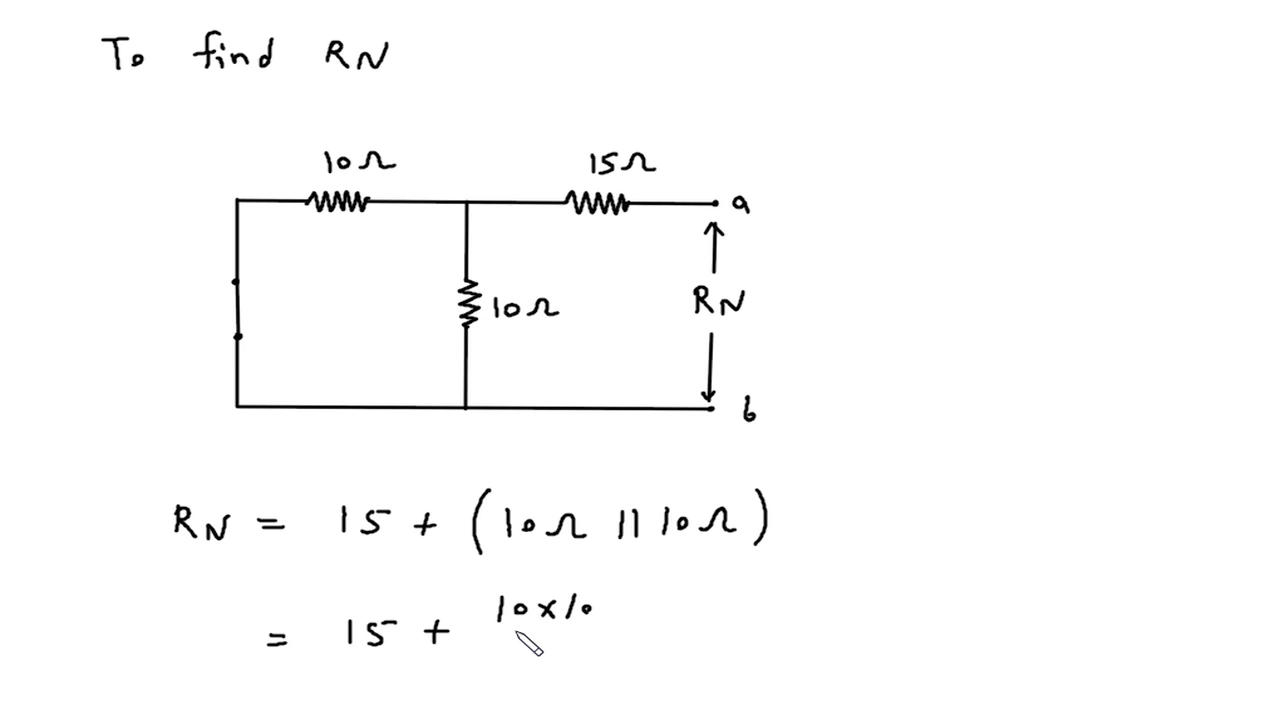 To find RN
10Ω 15Ω
a
10Ω RN
b
RN = 15 + (10Ω || 10Ω)
= 15 + 10×10